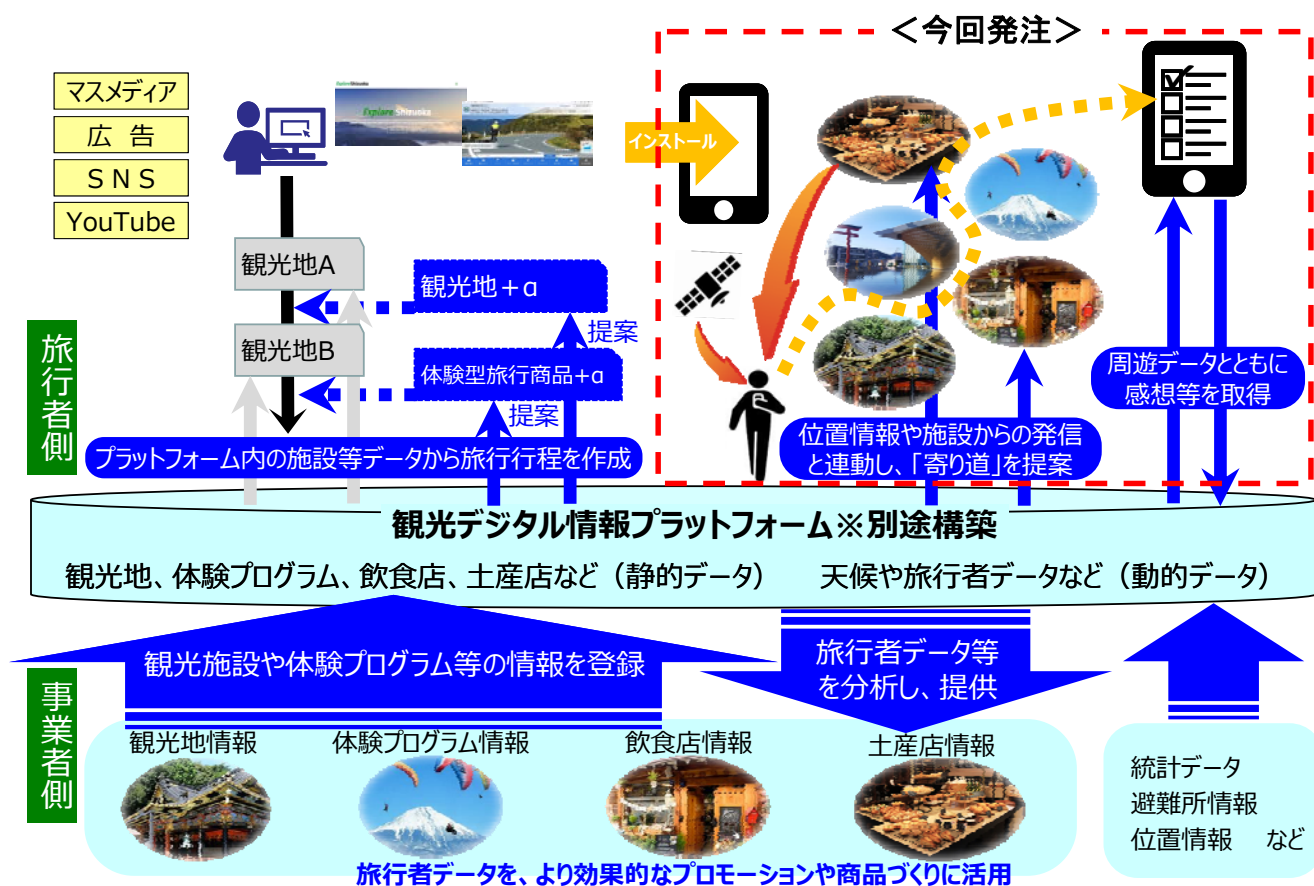 ＜今回発注＞
マスメディア
広 告
ＳＮＳ
YouTube
Explore Shizuoka
インストール
観光地A
観光地＋α
提案
観光地B
体験型旅行商品+α
提案
旅行者側
プラットフォーム内の施設等データから旅行行程を作成
位置情報や施設からの発信
と連動し、「寄り道」を提案
周遊データとともに
感想等を取得
観光デジタル情報プラットフォーム※別途構築
観光地、体験プログラム、飲食店、土産店など（静的データ）
天候や旅行者データなど（動的データ）
事業者側
観光施設や体験プログラム等の情報を登録
旅行者データ等
を分析し、提供
観光地情報
体験プログラム情報
飲食店情報
土産店情報
統計データ
避難所情報
位置情報　など
旅行者データを、より効果的なプロモーションや商品づくりに活用